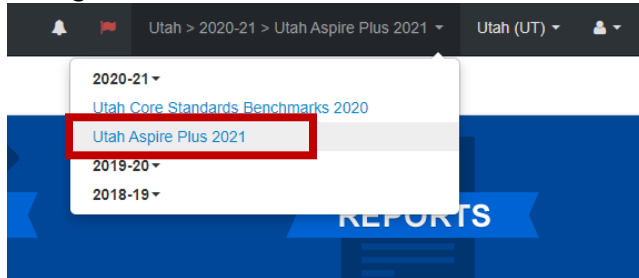 Utah > 2020-21 > Utah Aspire Plus 2021 Utah (UT)
2020-21
Utah Core Standards Benchmarks 2020
Utah Aspire Plus 2021
2019-20
2018-19
REPORTS